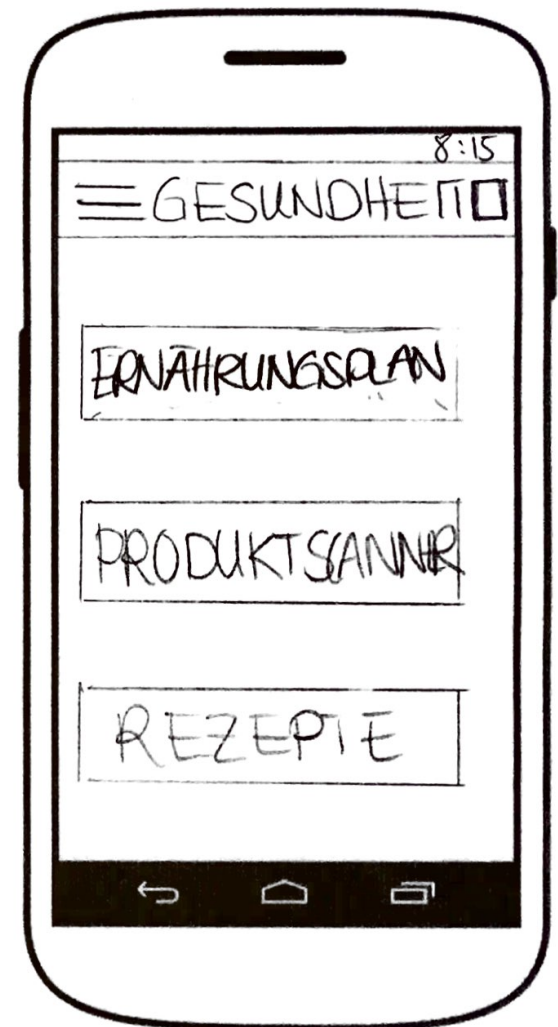 8:15
GESUNDHEIT
ERNÄHRUNGSPLAN
PRODUKTSCANNER
REZEPTE